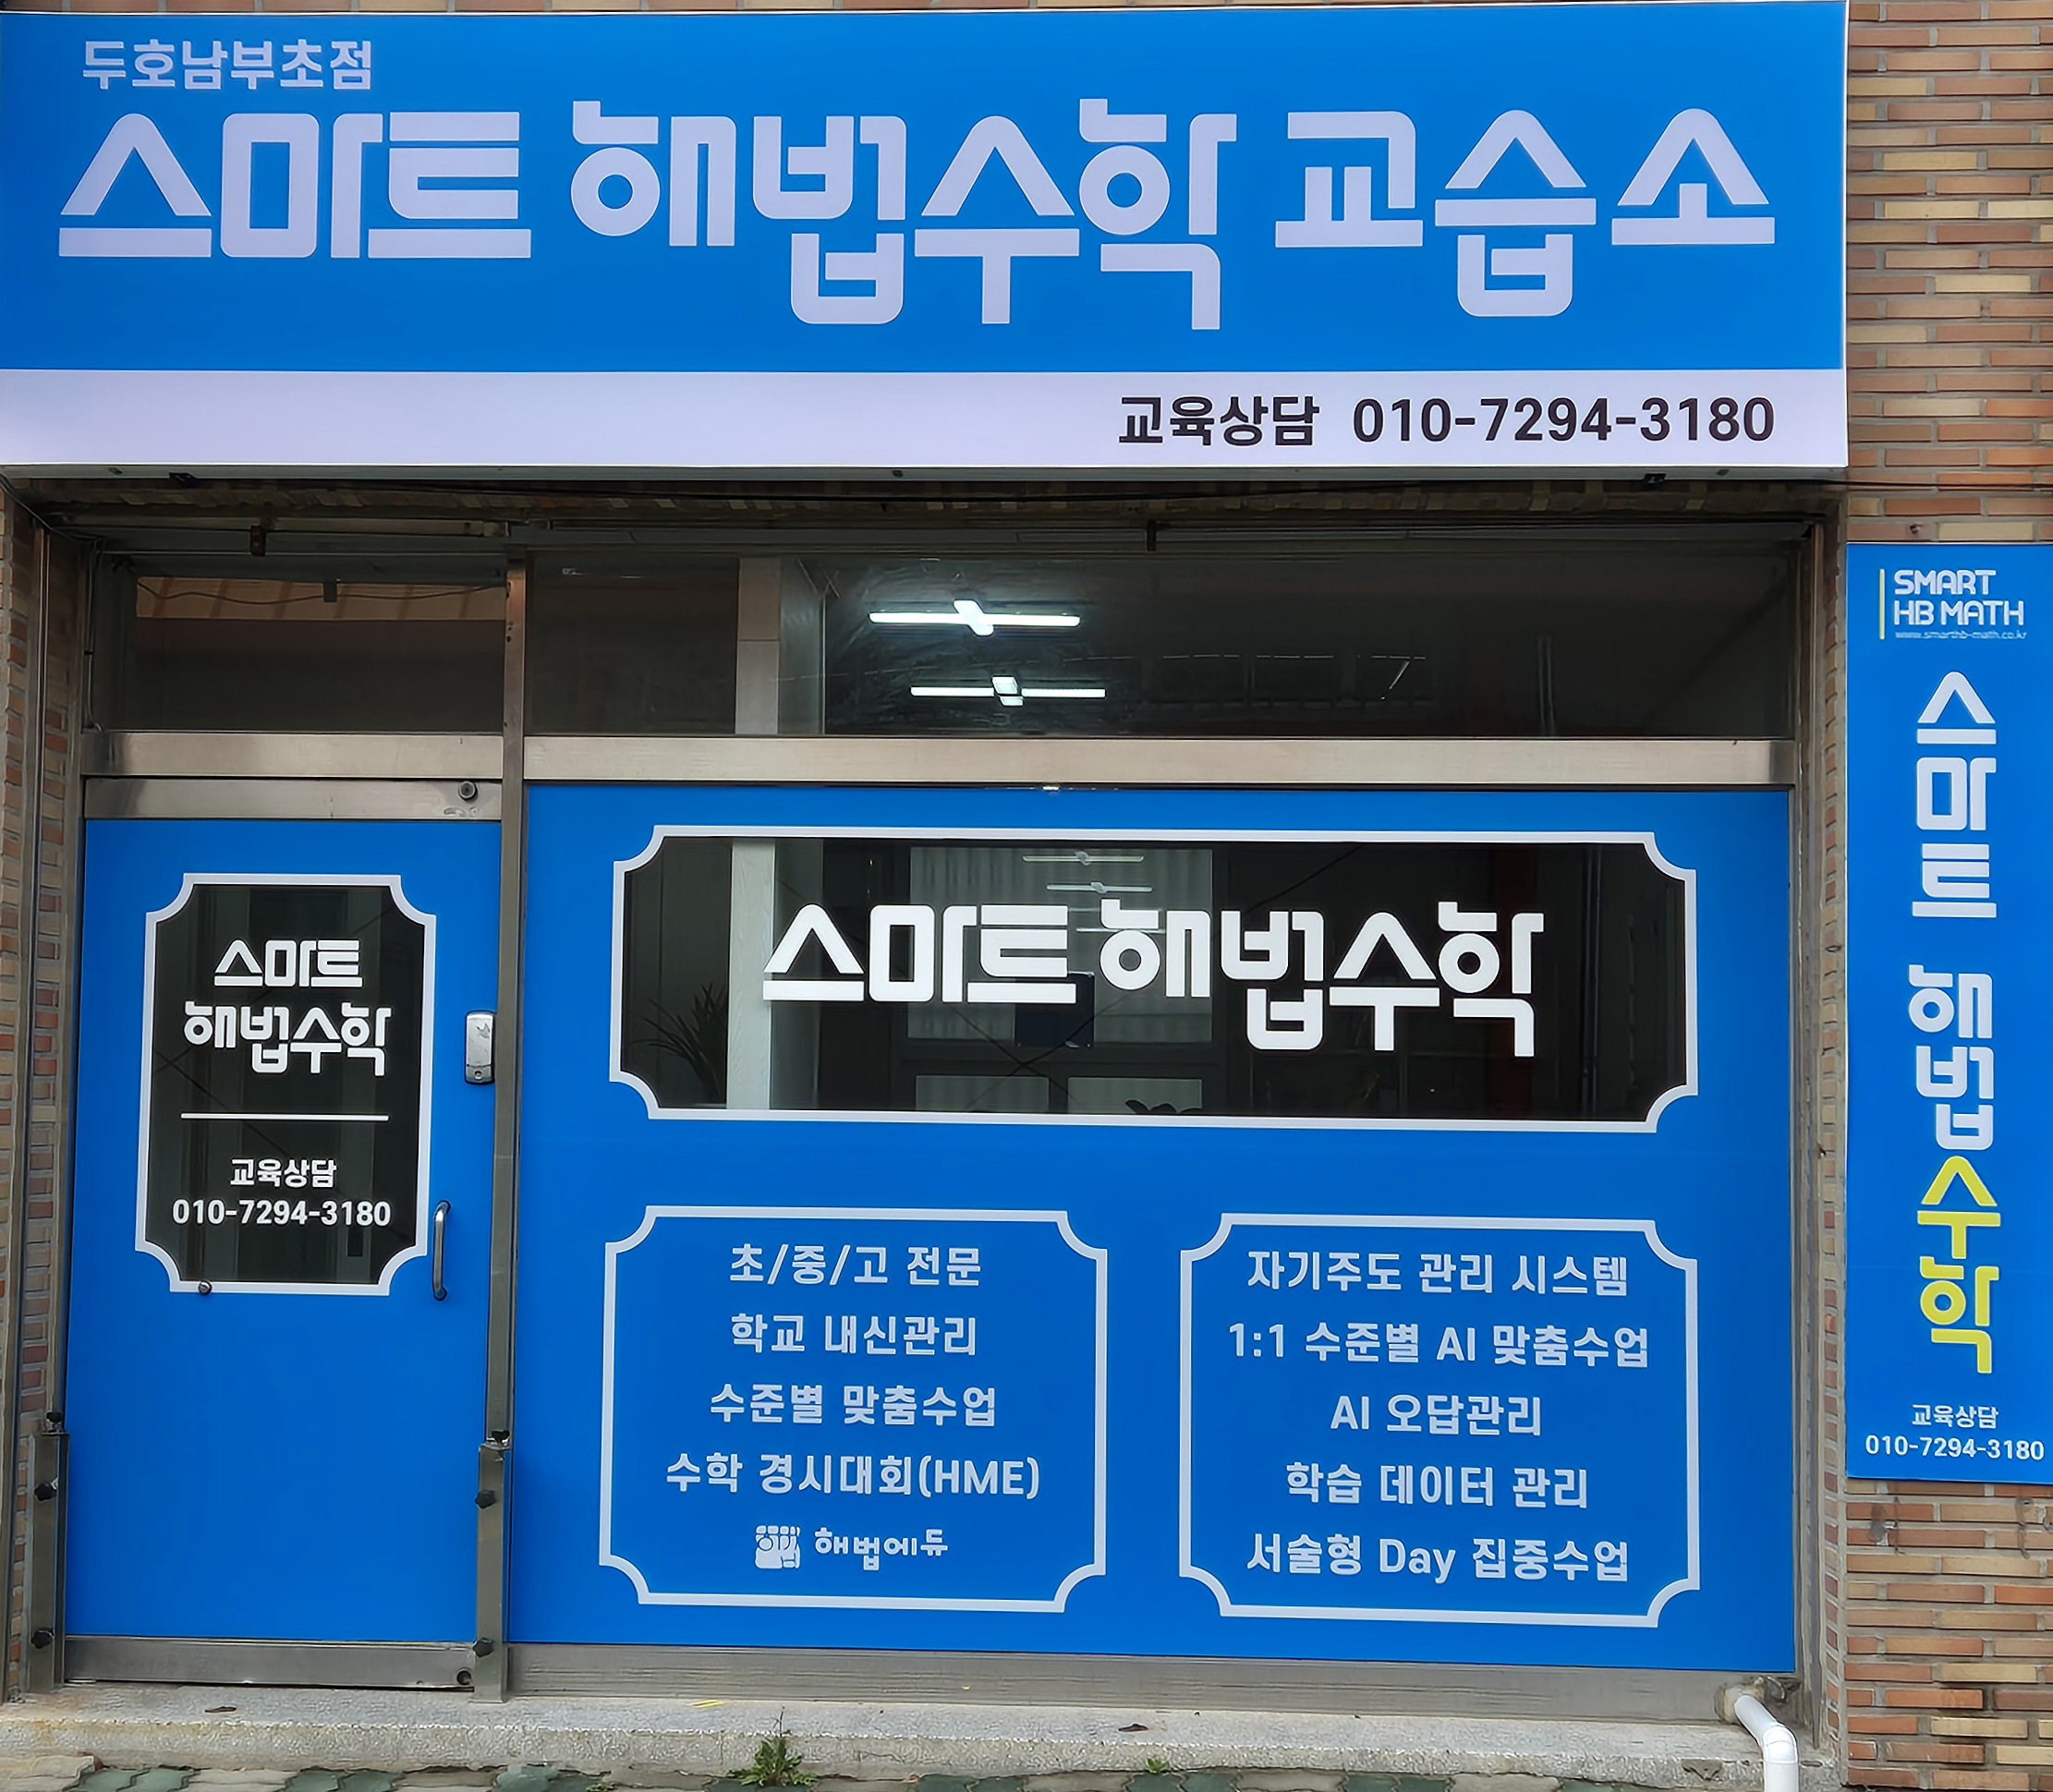 두호남부초점
스마트 해법수학 교습소
교육상담 010-7294-3180
SMART
HB MATH
www.smarthb-math.co.kr
스마트 해법수학
교육상담
010-7294-3180
스마트
해법수학
교육상담
010-7294-3180
스마트 해법수학
초/중/고 전문
학교 내신관리
수준별 맞춤수업
수학 경시대회(HME)
해법에듀
자기주도 관리 시스템
1:1 수준별 AI 맞춤수업
AI 오답관리
학습 데이터 관리
서술형 Day 집중수업